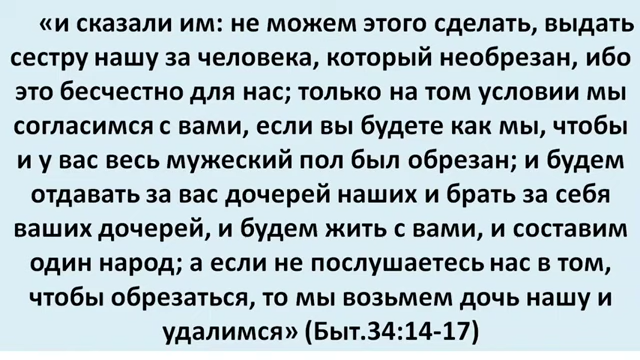 «и сказали им: не можем этого сделать, выдать
сестру нашу за человека, который необрезан, ибо
это бесчестно для нас; только на том условии мы
согласимся с вами, если вы будете как мы, чтобы
и у вас весь мужеский пол был обрезан; и будем
отдавать за вас дочерей наших и брать за себя
ваших дочерей, и будем жить с вами, и составим
один народ; а если не послушаетесь нас в том,
чтобы обрезаться, то мы возьмем дочь нашу и
удалимся» (Быт.34:14-17)